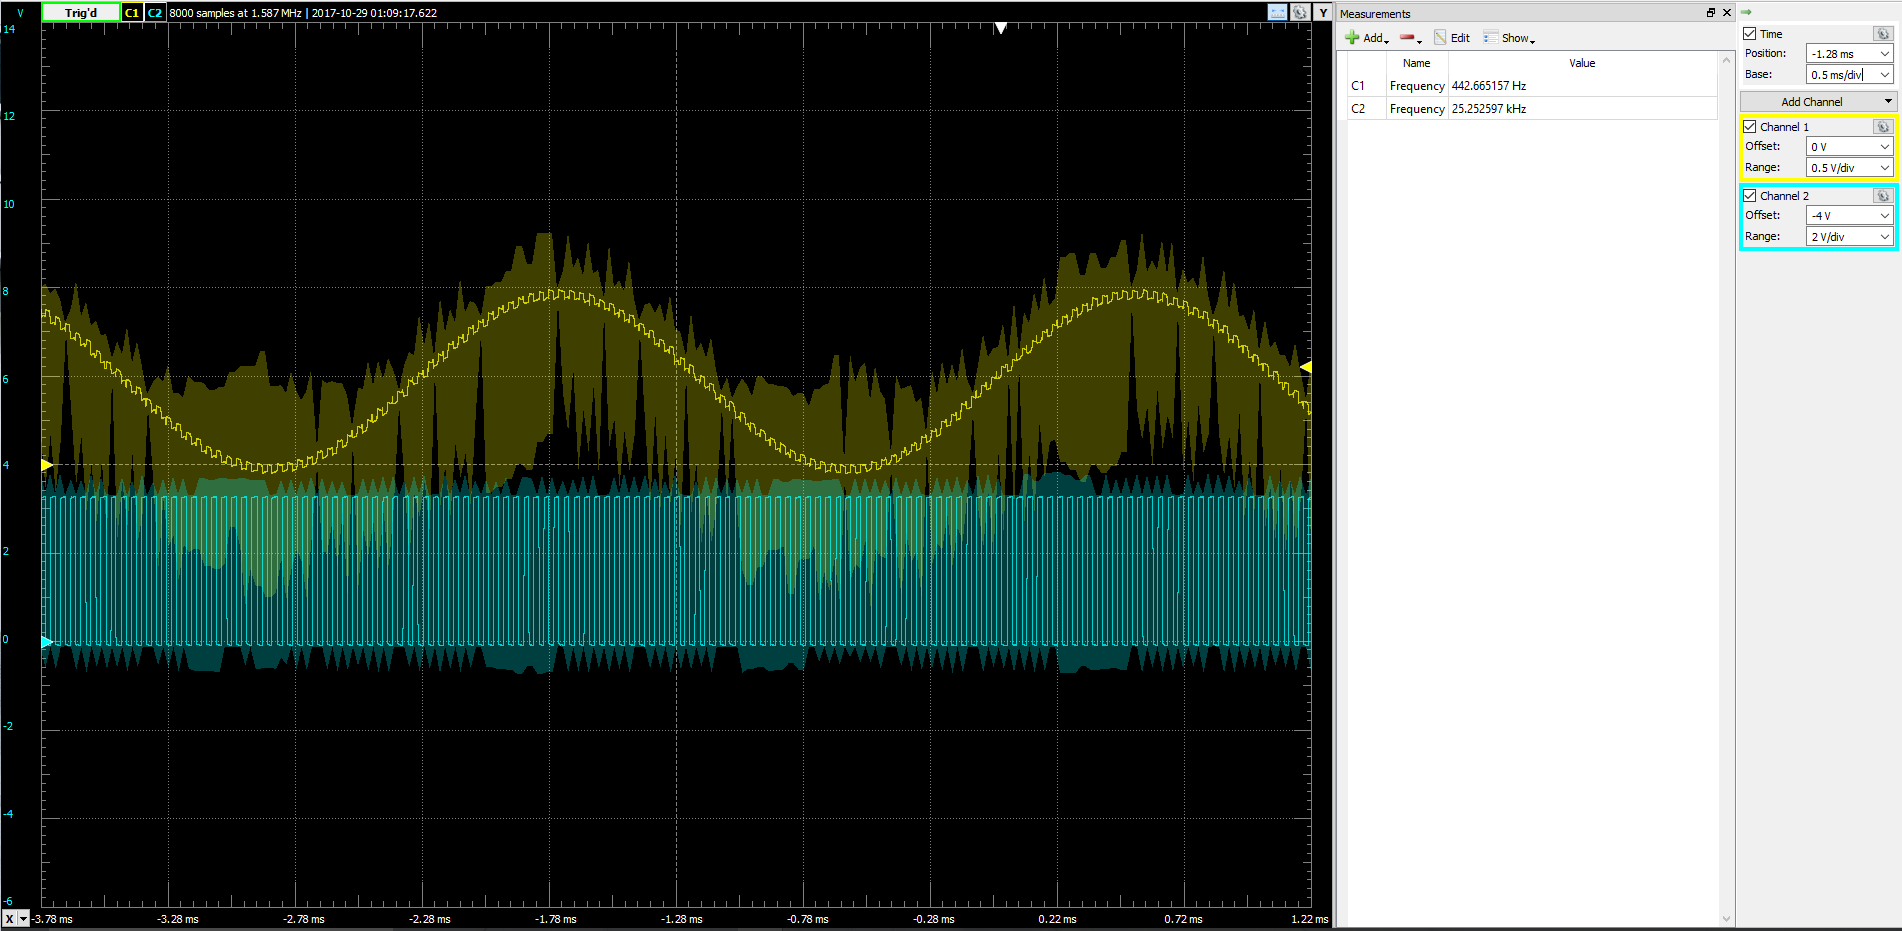 V Trig'd C1 C2 8000 samples at 1.587 MHz | 2017-10-29 01:09:17.622 Y
14
12
10
8
6
4
2
0
-2
-4
-6
X -3.78 ms -3.28 ms -2.78 ms -2.28 ms -1.78 ms -1.28 ms -0.78 ms -0.28 ms 0.22 ms 0.72 ms 1.22 ms
Measurements
Add Edit Show
Name Value
C1 Frequency 442.665157 Hz
C2 Frequency 25.252597 kHz
Time
Position: -1.28 ms
Base: 0.5 ms/div
Add Channel
Channel 1
Offset: 0 V
Range: 0.5 V/div
Channel 2
Offset: -4 V
Range: 2 V/div